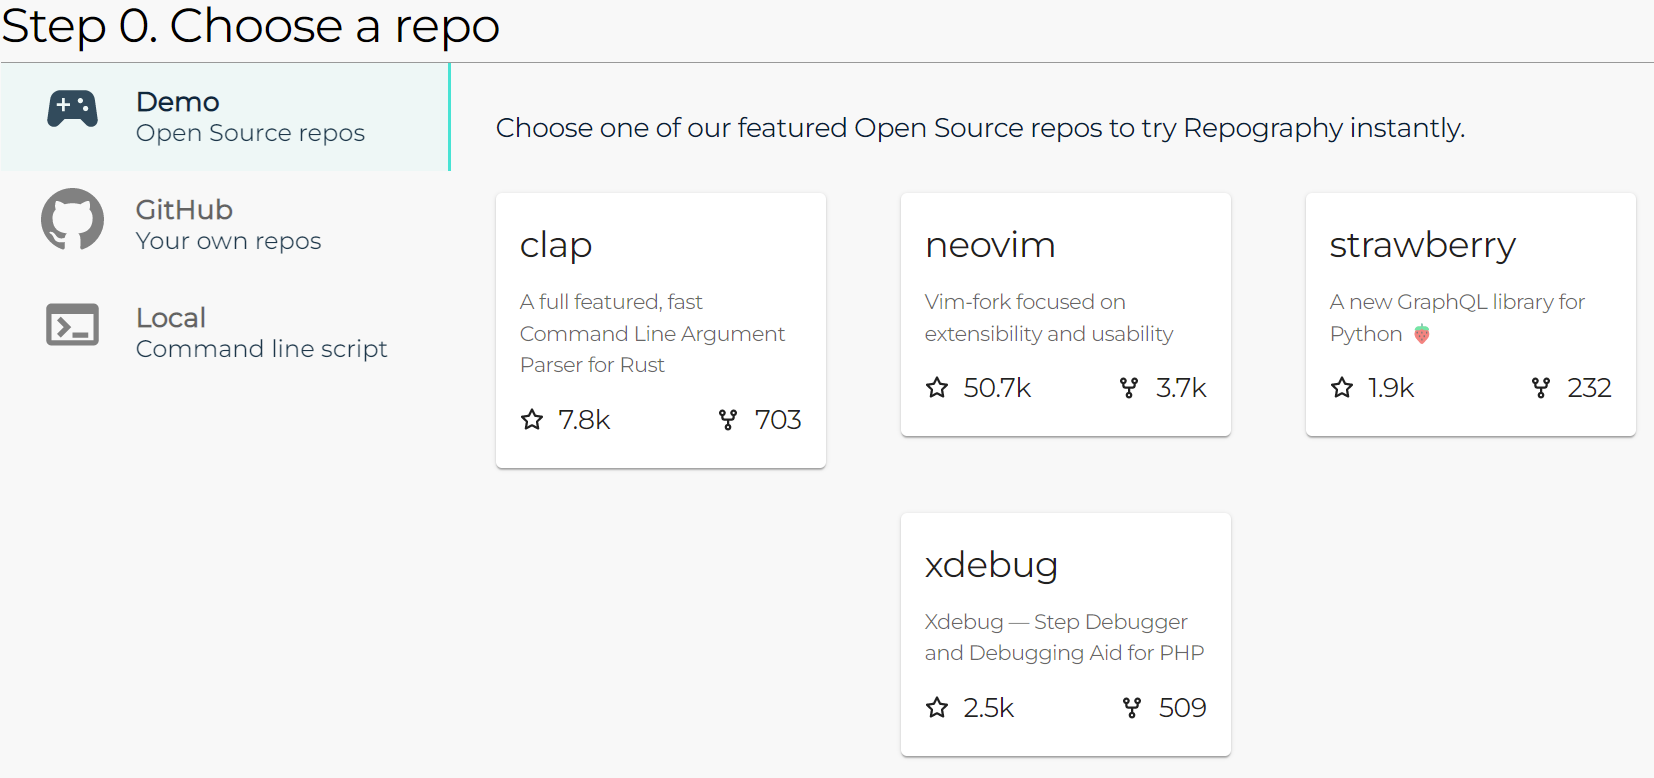 Step 0. Choose a repo
Demo
Open Source repos
GitHub
Your own repos
Local
Command line script
Choose one of our featured Open Source repos to try Repography instantly.
clap
A full featured, fast
Command Line Argument
Parser for Rust
7.8k 703
neovim
Vim-fork focused on
extensibility and usability
50.7k 3.7k
strawberry
A new GraphQL library for
Python 🍓
1.9k 232
xdebug
Xdebug — Step Debugger
and Debugging Aid for PHP
2.5k 509